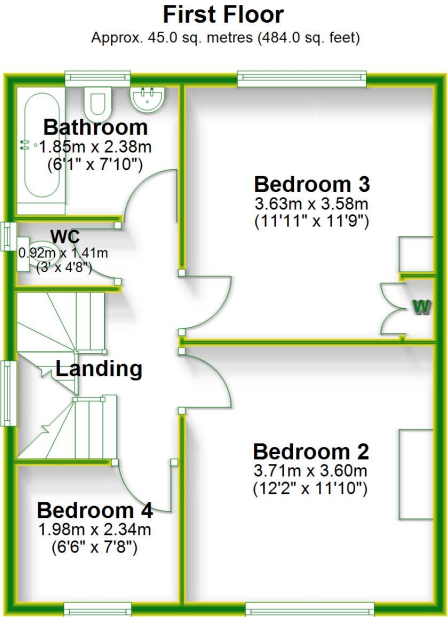 First Floor
Approx. 45.0 sq. metres (484.0 sq. feet)
Bathroom
1.85m x 2.38m
(6'1" x 7'10")
Bedroom 3
3.63m x 3.58m
(11'11" x 11'9")
WC
0.92m x 1.41m
(3' x 4'8")
W
Landing
Bedroom 2
3.71m x 3.60m
(12'2" x 11'10")
Bedroom 4
1.98m x 2.34m
(6'6" x 7'8")